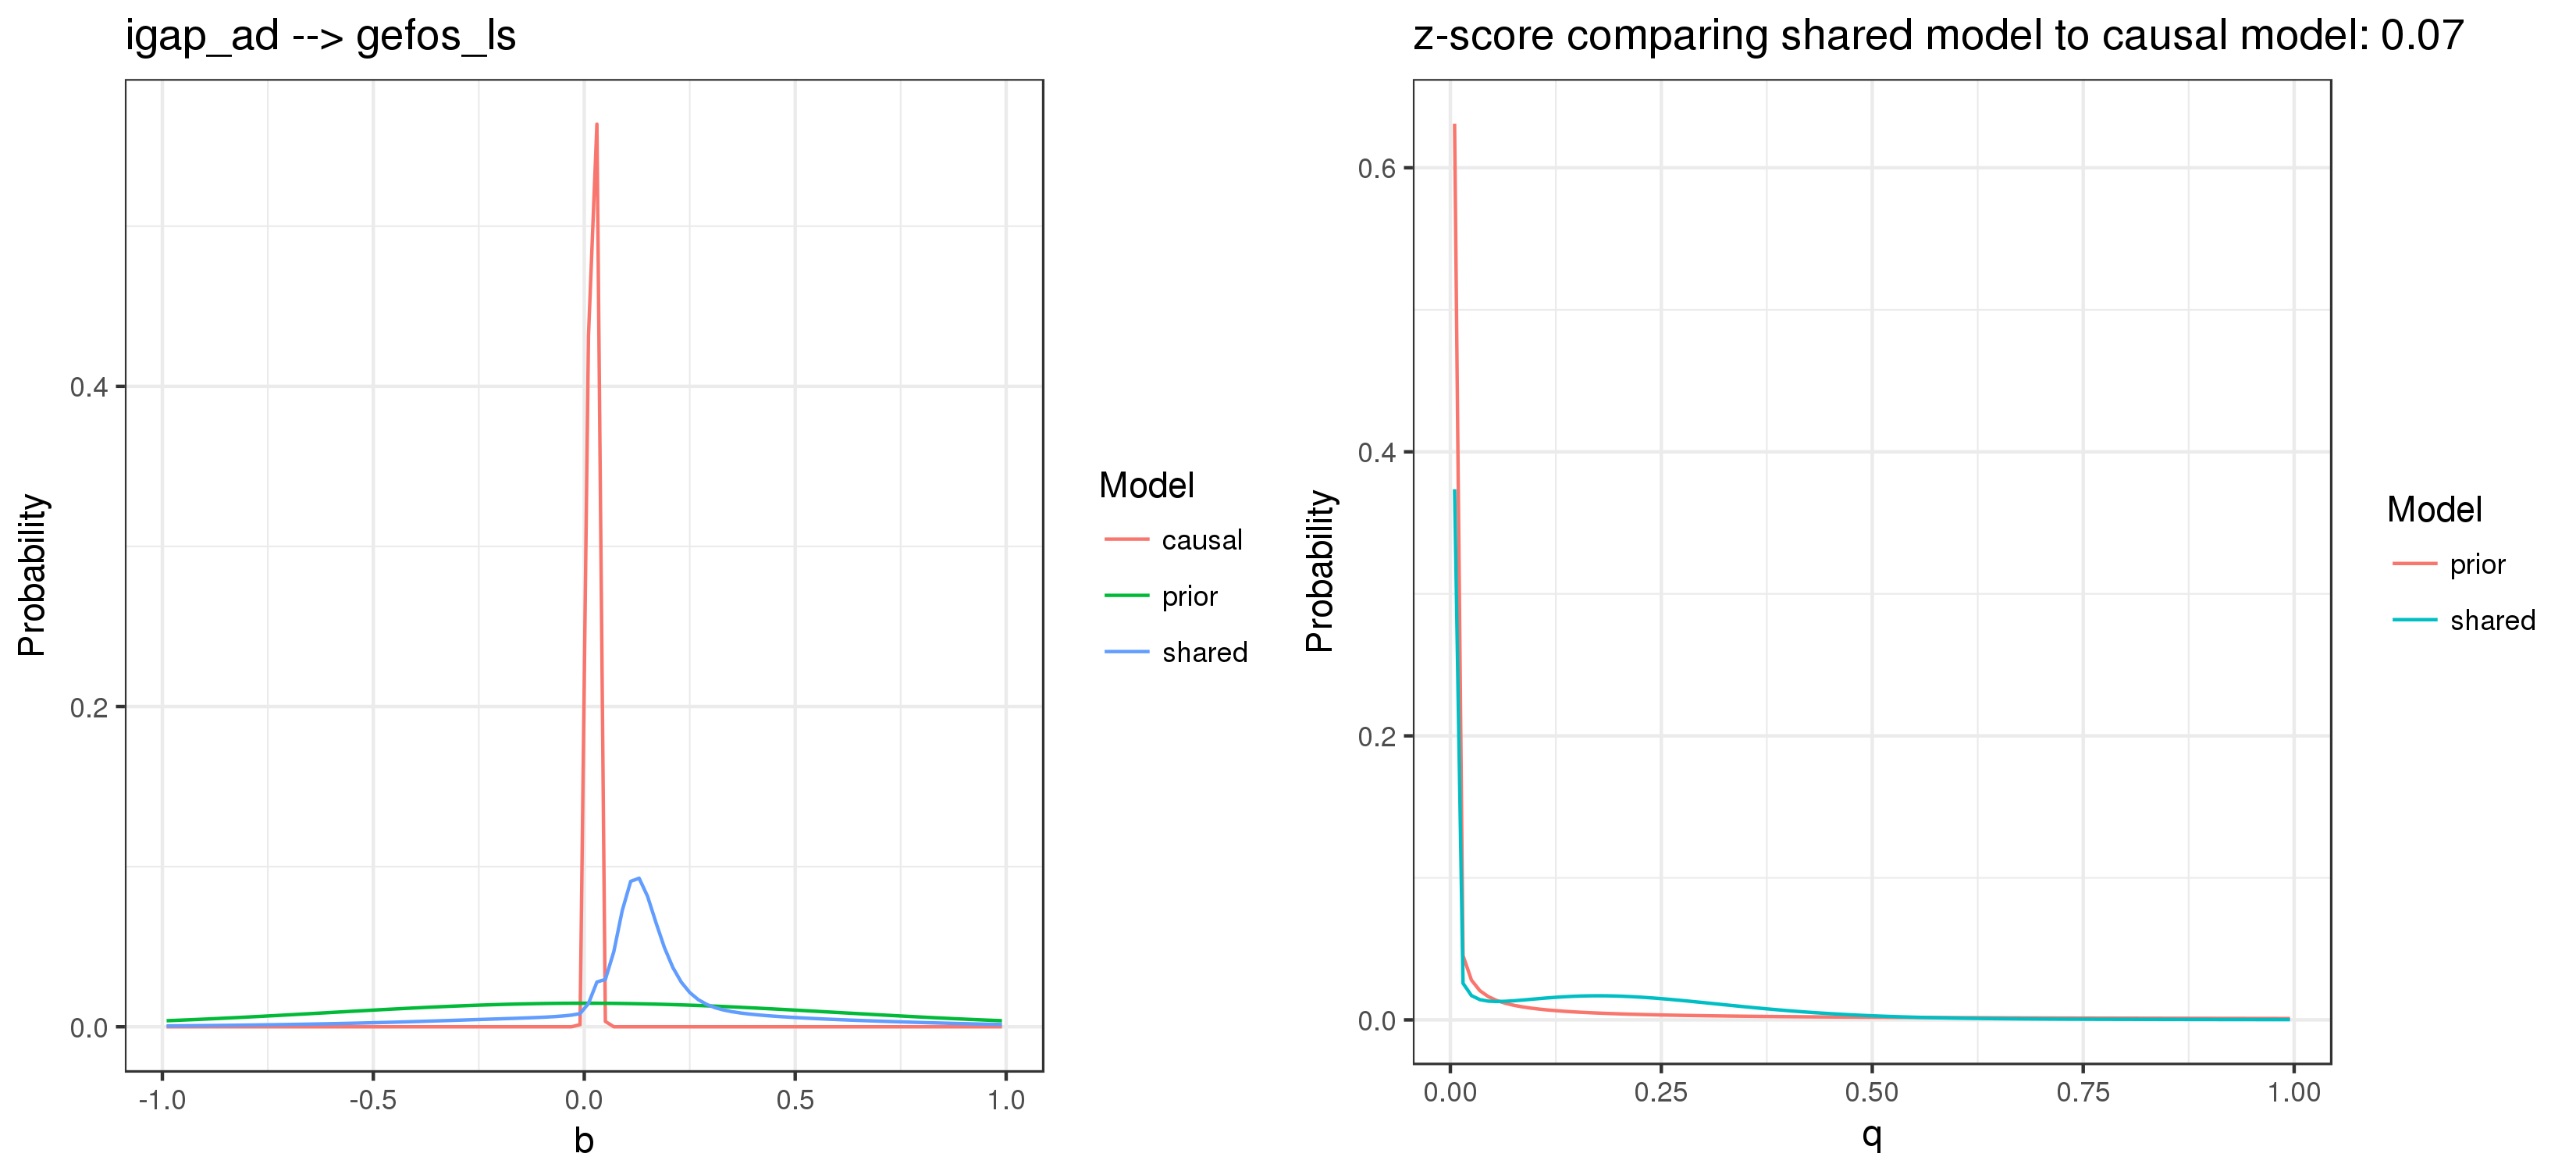 igap_ad --> gefos_ls
Probability
0.4
0.2
0.0
-1.0 -0.5 0.0 0.5 1.0
b
Model
causal
prior
shared
z-score comparing shared model to causal model: 0.07
Probability
0.6
0.4
0.2
0.0
0.00 0.25 0.50 0.75 1.00
q
Model
prior
shared